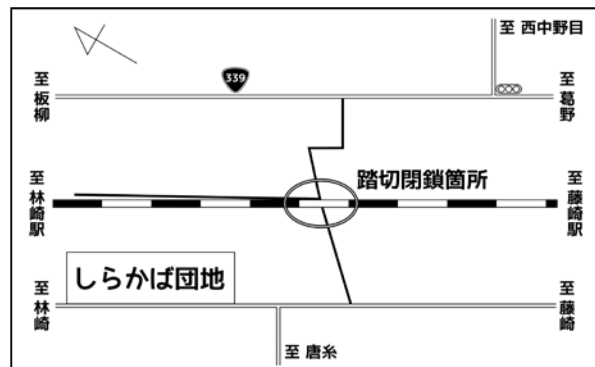 至 西中野目
339
至 板柳
至 葛野
踏切閉鎖箇所
至 林崎駅
至 藤崎駅
しらかば団地
至 林崎
至 藤崎
至 唐糸